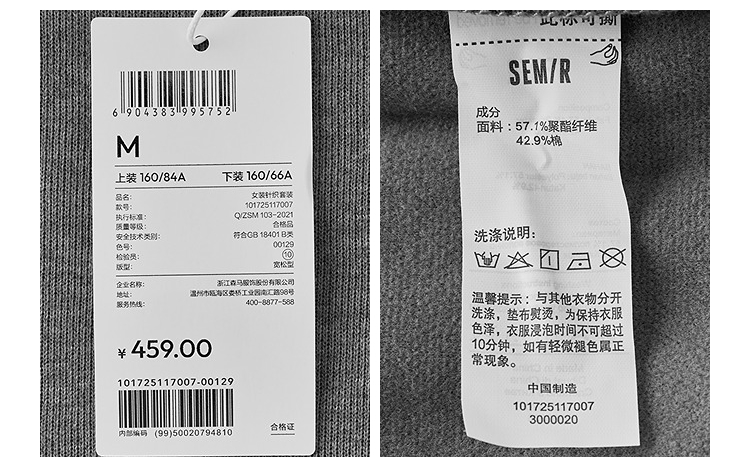 6 904383 995752
M
上装 160/84A 下装 160/66A
品名: 女装针织套装
款号: 101725117007
执行标准: Q/ZSM 103-2021
质量等级: 合格品
安全技术类别: 符合GB 18401 B类
色号: 00129
检验员: 10
版型: 宽松型
企业名称: 浙江森马服饰股份有限公司
地址: 温州市瓯海区娄桥工业园南汇路98号
服务热线: 400-8877-588
¥ 459.00
101725117007-00129
内部编码 (99)50020794810
合格证
此标可撕
SEM/R
成分
面料: 57.1%聚酯纤维
42.9%棉
洗涤说明:
温馨提示: 与其他衣物分开
洗涤, 垫布熨烫, 为保持衣服
色泽, 衣服浸泡时间不可超过
10分钟, 如有轻微褪色属正
常现象。
中国制造
101725117007
3000020